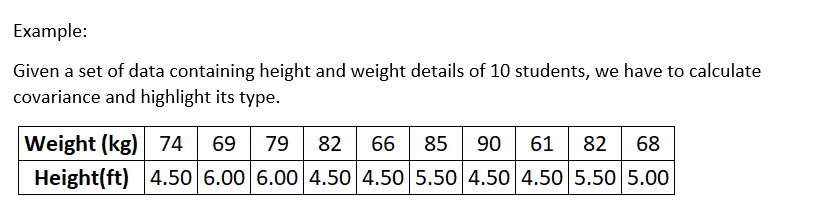 Example:
Given a set of data containing height and weight details of 10 students, we have to calculate
covariance and highlight its type.
Weight (kg) 74 69 79 82 66 85 90 61 82 68
Height(ft) 4.50 6.00 6.00 4.50 4.50 5.50 4.50 4.50 5.50 5.00